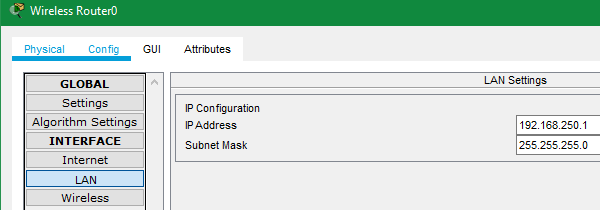 Wireless Router0
Physical Config GUI Attributes
GLOBAL
Settings
Algorithm Settings
INTERFACE
Internet
LAN
Wireless
LAN Settings
IP Configuration
IP Address 192.168.250.1
Subnet Mask 255.255.255.0